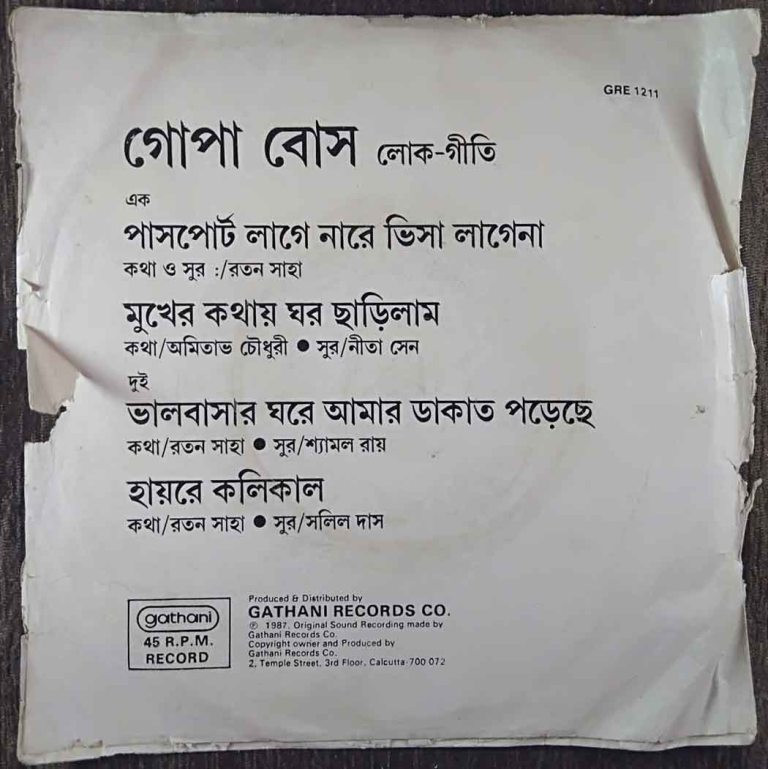 GRE 1211
গোপা বোস লোক-গীতি
এক
পাসপোর্ট লাগে নারে ভিসা লাগেনা
কথা ও সুর :/রতন সাহা
মুখের কথায় ঘর ছাড়িলাম
কথা/অমিতাভ চৌধুরী ● সুর/নীতা সেন
দুই
ভালবাসার ঘরে আমার ডাকাত পড়েছে
কথা/রতন সাহা ● সুর/শ্যামল রায়
হায়রে কলিকাল
কথা/রতন সাহা ● সুর/সলিল দাস
gathani
45 R.P.M.
RECORD
Produced & Distributed by
GATHANI RECORDS CO.
℗ 1987. Original Sound Recording made by
Gathani Records Co.
Copyright owner and Produced by
Gathani Records Co.
2, Temple Street, 3rd Floor, Calcutta-700 072